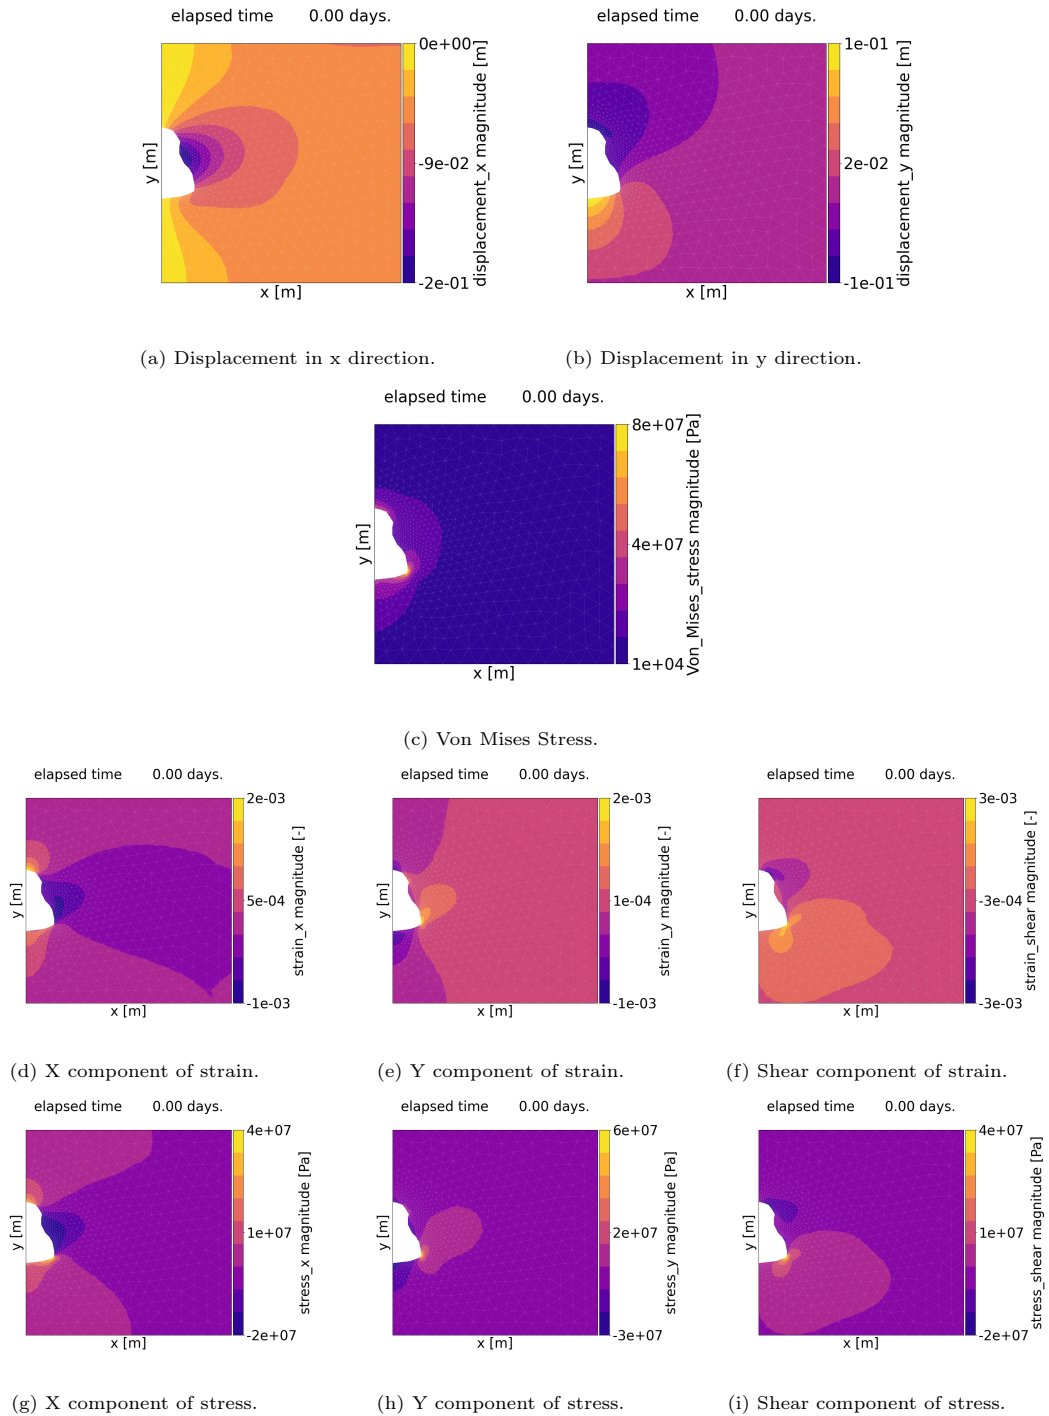 elapsed time 0.00 days.
0e+00
-9e-02
-2e-01
displacement_x magnitude [m]
y [m]
x [m]
elapsed time 0.00 days.
1e-01
2e-02
-1e-01
displacement_y magnitude [m]
y [m]
x [m]
(a) Displacement in x direction.
(b) Displacement in y direction.
elapsed time 0.00 days.
8e+07
4e+07
1e+04
Von_Mises_stress magnitude [Pa]
y [m]
x [m]
(c) Von Mises Stress.
elapsed time 0.00 days.
2e-03
5e-04
-1e-03
strain_x magnitude [-]
y [m]
x [m]
elapsed time 0.00 days.
2e-03
1e-04
-1e-03
strain_y magnitude [-]
y [m]
x [m]
elapsed time 0.00 days.
3e-03
-3e-04
-3e-03
strain_shear magnitude [-]
y [m]
x [m]
(d) X component of strain.
(e) Y component of strain.
(f) Shear component of strain.
elapsed time 0.00 days.
4e+07
1e+07
-2e+07
stress_x magnitude [Pa]
y [m]
x [m]
elapsed time 0.00 days.
6e+07
2e+07
-3e+07
stress_y magnitude [Pa]
y [m]
x [m]
elapsed time 0.00 days.
4e+07
1e+07
-2e+07
stress_shear magnitude [Pa]
y [m]
x [m]
(g) X component of stress.
(h) Y component of stress.
(i) Shear component of stress.